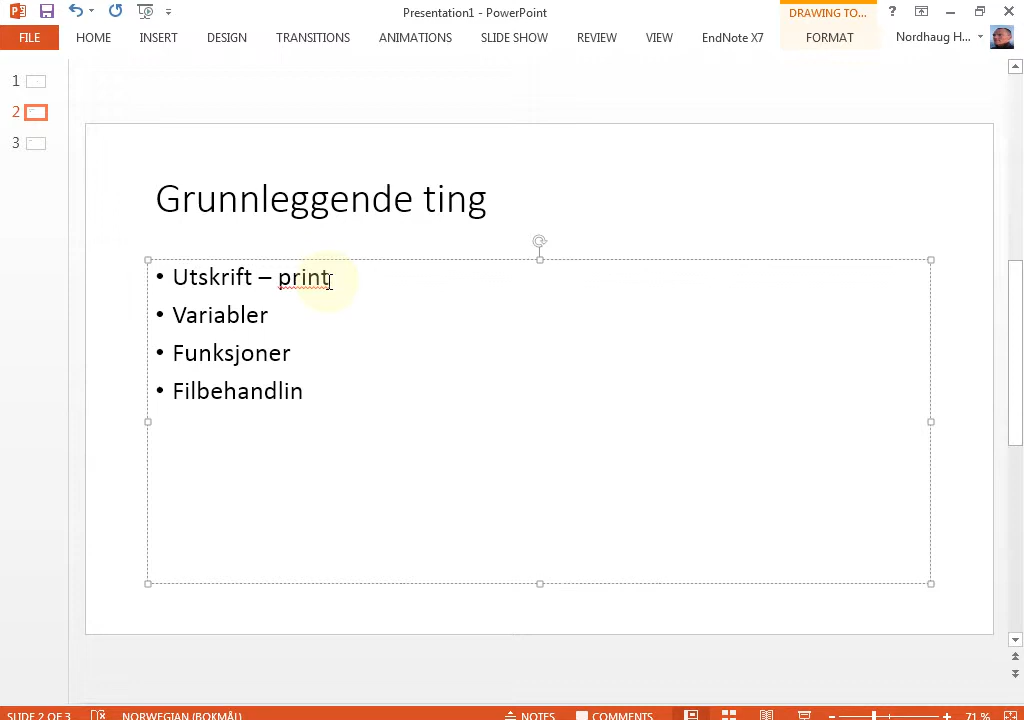 Presentation1 - PowerPoint
DRAWING TO...
?
FILE HOME INSERT DESIGN TRANSITIONS ANIMATIONS SLIDE SHOW REVIEW VIEW EndNote X7 FORMAT Nordhaug H...
1
2
3
Grunnleggende ting
• Utskrift – print
• Variabler
• Funksjoner
• Filbehandlin
SLIDE 2 OF 3 NORWEGIAN (BOKMÅL) NOTES COMMENTS 71 %